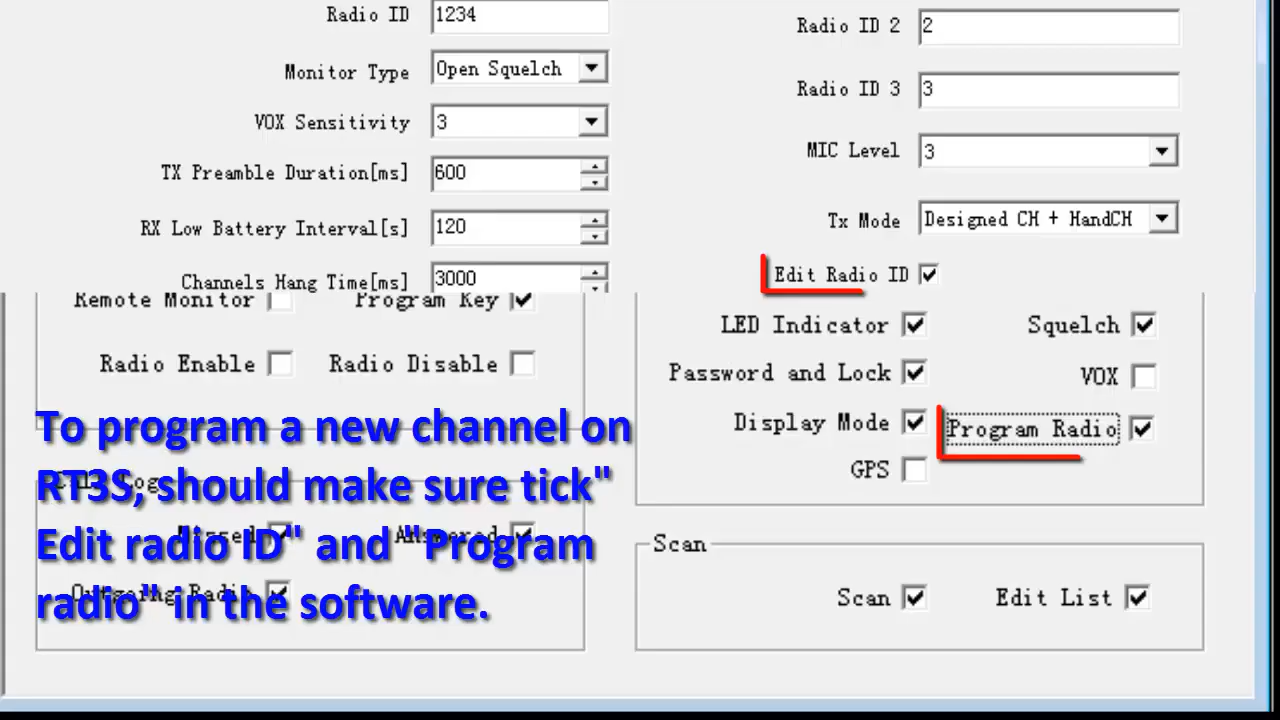 Radio ID 1234
Radio ID 2 2
Monitor Type Open Squelch
Radio ID 3 3
VOX Sensitivity 3
MIC Level 3
TX Preamble Duration[ms] 600
Tx Mode Designed CH + HandCH
RX Low Battery Interval[s] 120
Edit Radio ID
Channels Hang Time[ms] 3000
Remote Monitor Program Key
LED Indicator Squelch
Radio Enable Radio Disable
Password and Lock VOX
Display Mode Program Radio
GPS
To program a new channel on
RT3S, should make sure tick"
Edit radio ID" and "Program
radio" in the software.
Missed Answered
Outgoing Radio
Scan
Scan Edit List